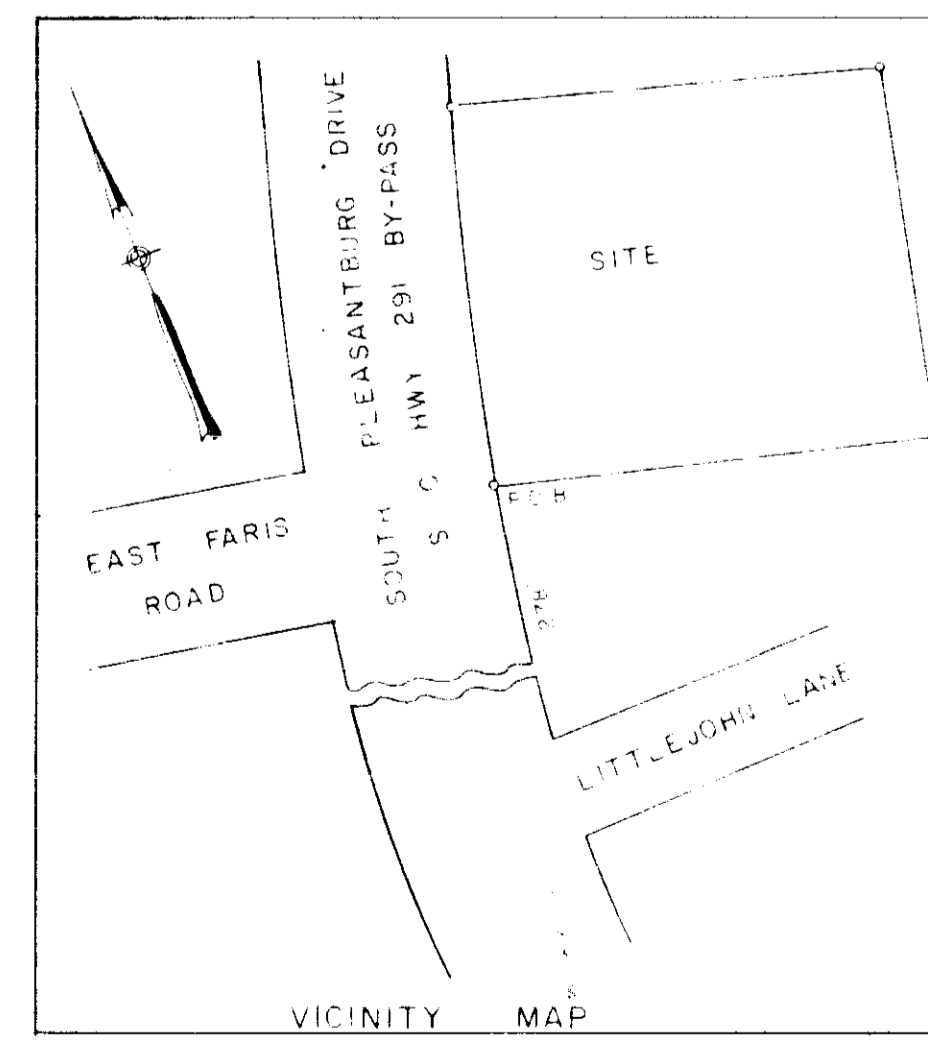 SOUTH PLEASANTBURG DRIVE
S C HWY 291 BY-PASS
SITE
EAST FARIS
ROAD
P O B
LITTLEJOHN LANE
VICINITY MAP